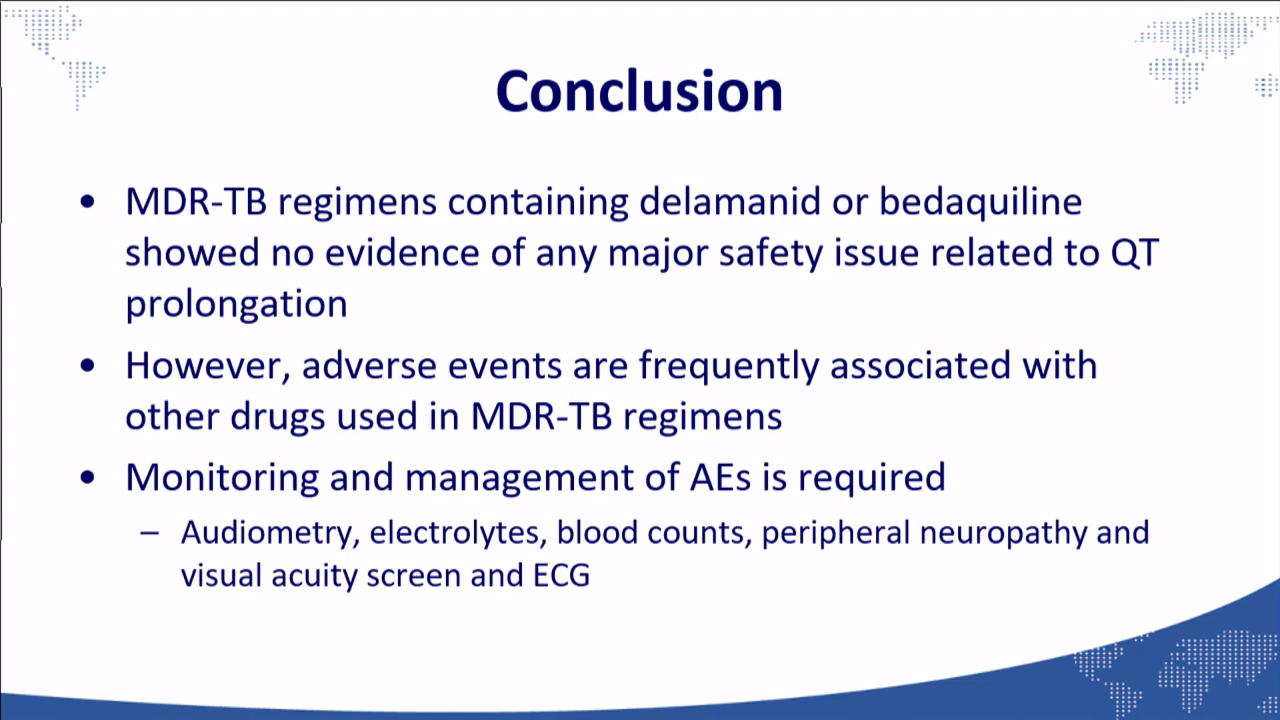 Conclusion
• MDR-TB regimens containing delamanid or bedaquiline
showed no evidence of any major safety issue related to QT
prolongation
• However, adverse events are frequently associated with
other drugs used in MDR-TB regimens
• Monitoring and management of AEs is required
– Audiometry, electrolytes, blood counts, peripheral neuropathy and
visual acuity screen and ECG